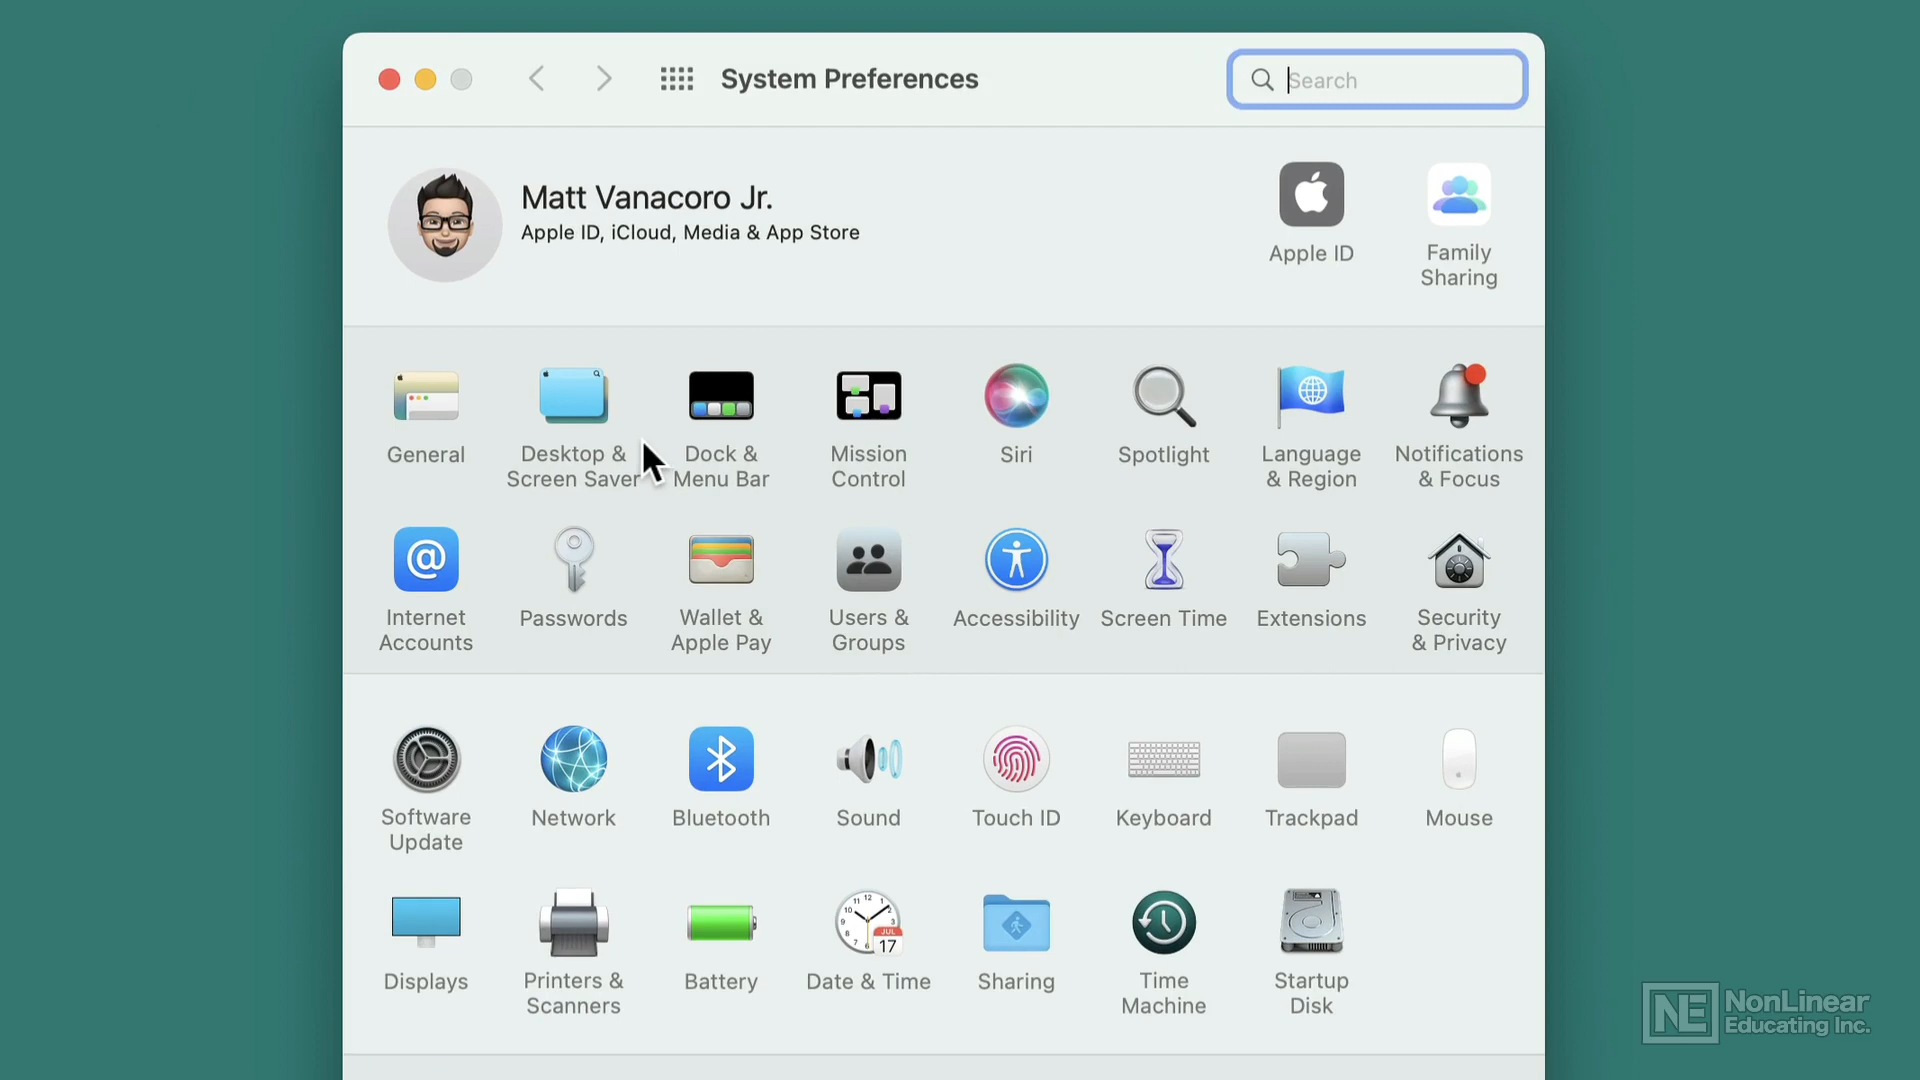 System Preferences
Search
Matt Vanacoro Jr.
Apple ID, iCloud, Media & App Store
Apple ID
Family
Sharing
General
Desktop &
Screen Saver
Dock &
Menu Bar
Mission
Control
Siri
Spotlight
Language
& Region
Notifications
& Focus
Internet
Accounts
Passwords
Wallet &
Apple Pay
Users &
Groups
Accessibility
Screen Time
Extensions
Security
& Privacy
Software
Update
Network
Bluetooth
Sound
Touch ID
Keyboard
Trackpad
Mouse
Displays
Printers &
Scanners
Battery
JUL
17
Date & Time
Sharing
Time
Machine
Startup
Disk
NE NonLinear
Educating Inc.